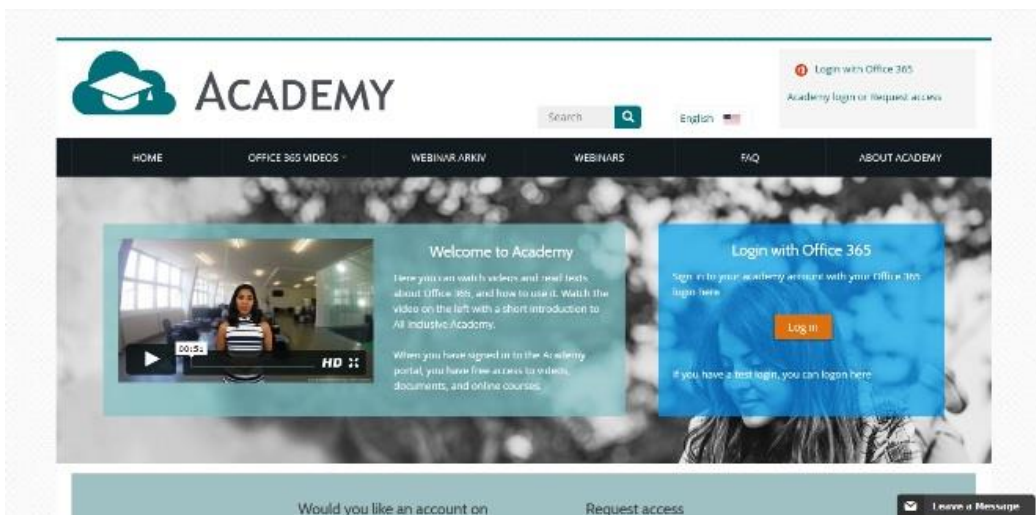 ACADEMY
Login with Office 365
Academy login or Request access
Search
English
HOME
OFFICE 365 VIDEOS
WEBINAR ARKIV
WEBINARS
FAQ
ABOUT ACADEMY
00:51
HD
Welcome to Academy
Here you can watch videos and read texts
about Office 365, and how to use it. Watch the
video on the left with a short introduction to
All Inclusive Academy.
When you have signed in to the Academy
portal, you have free access to videos,
documents, and online courses.
Login with Office 365
Sign in to your academy account with your Office 365
login here
Log in
If you have a test login, you can logon here
Would you like an account on
Request access
Leave a Message